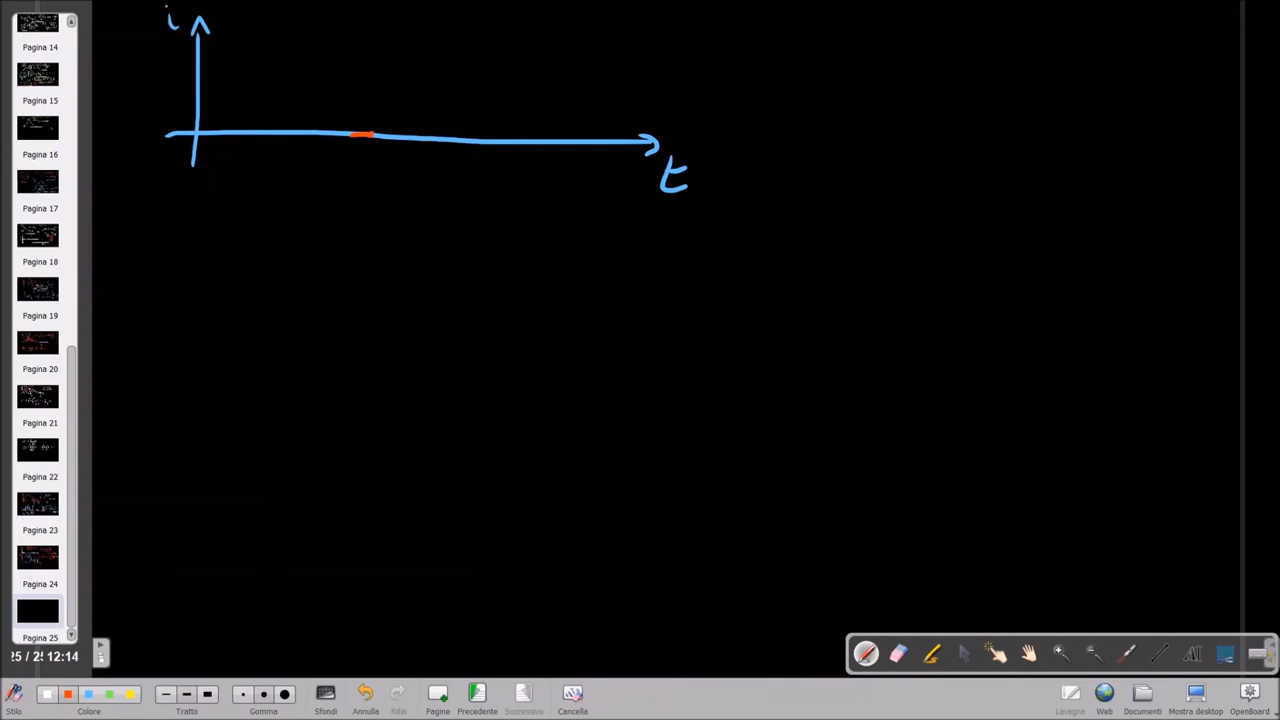 i
t
Pagina 14
Pagina 15
Pagina 16
Pagina 17
Pagina 18
Pagina 19
Pagina 20
Pagina 21
Pagina 22
Pagina 23
Pagina 24
Pagina 25
25 / 25 12:14
Stilo
Colore
Tratto
Gomma
Sfondi
Annulla
Rifai
Pagine
Precedente
Successivo
Cancella
Lavagna
Web
Documenti
Mostra desktop
OpenBoard